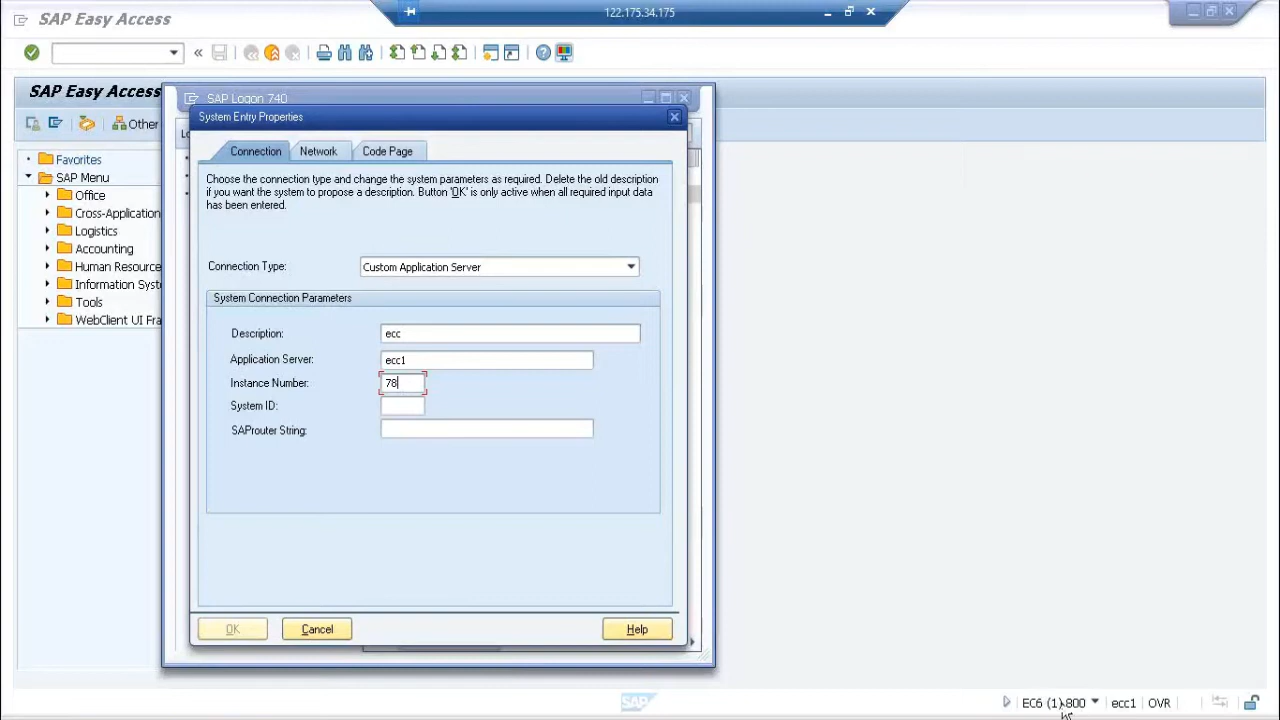 SAP Easy Access
122.175.34.175
SAP Easy Access
SAP Logon 740
System Entry Properties
Other
Lo
Connection
Network
Code Page
Favorites
SAP Menu
Office
Cross-Application
Logistics
Accounting
Human Resource
Information Syst
Tools
WebClient UI Fra
Choose the connection type and change the system parameters as required. Delete the old description
if you want the system to propose a description. Button 'OK' is only active when all required input data
has been entered.
Connection Type:
Custom Application Server
System Connection Parameters
Description:
ecc
Application Server:
ecc1
Instance Number:
78
System ID:
SAProuter String:
OK
Cancel
Help
SAP
EC6 (1) 800
ecc1
OVR